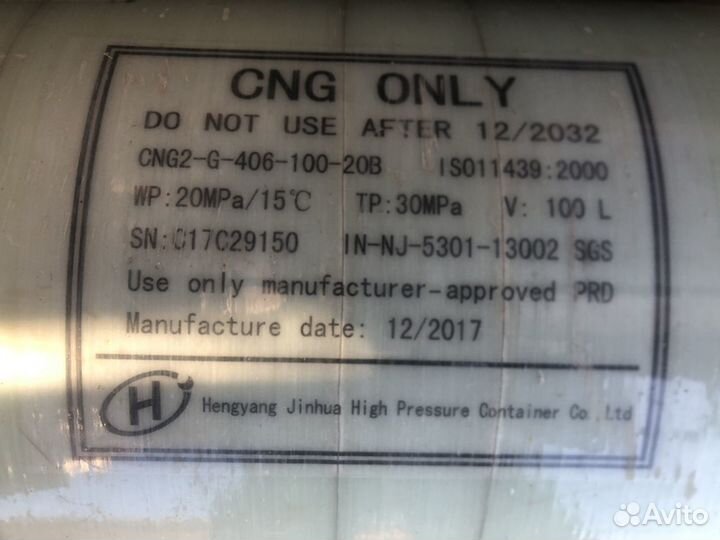 CNG ONLY
DO NOT USE AFTER 12/2032
CNG2-G-406-100-20B ISO11439:2000
WP:20MPa/15℃ TP:30MPa V: 100 L
SN:C17C29150 IN-NJ-5301-13002 SGS
Use only manufacturer-approved PRD
Manufacture date: 12/2017
H Hengyang Jinhua High Pressure Container Co.,Ltd
Avito